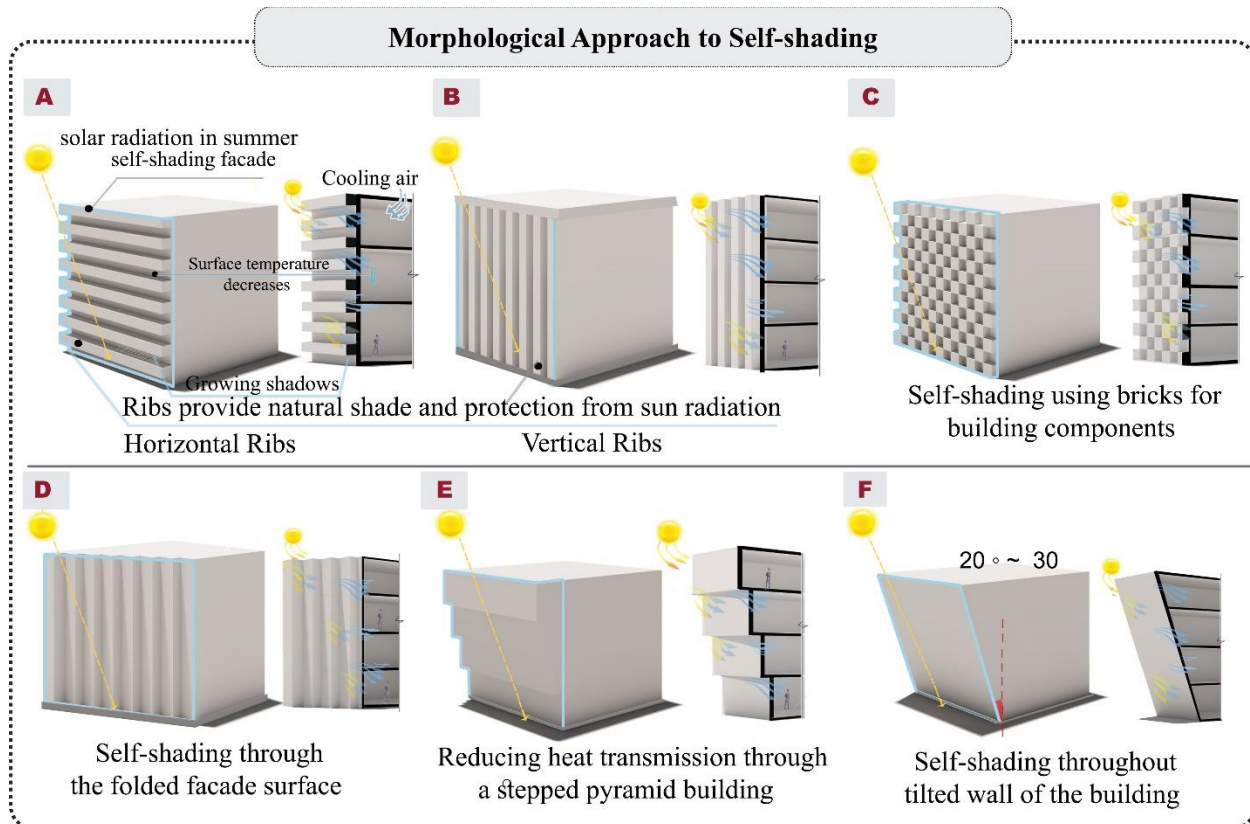 Morphological Approach to Self-shading
A
solar radiation in summer
self-shading facade
Cooling air
Surface temperature
decreases
Growing shadows
Ribs provide natural shade and protection from sun radiation
Horizontal Ribs
B
Vertical Ribs
C
Self-shading using bricks for
building components
D
Self-shading through
the folded facade surface
E
Reducing heat transmission through
a stepped pyramid building
F
20 ° ~ 30
Self-shading throughout
tilted wall of the building